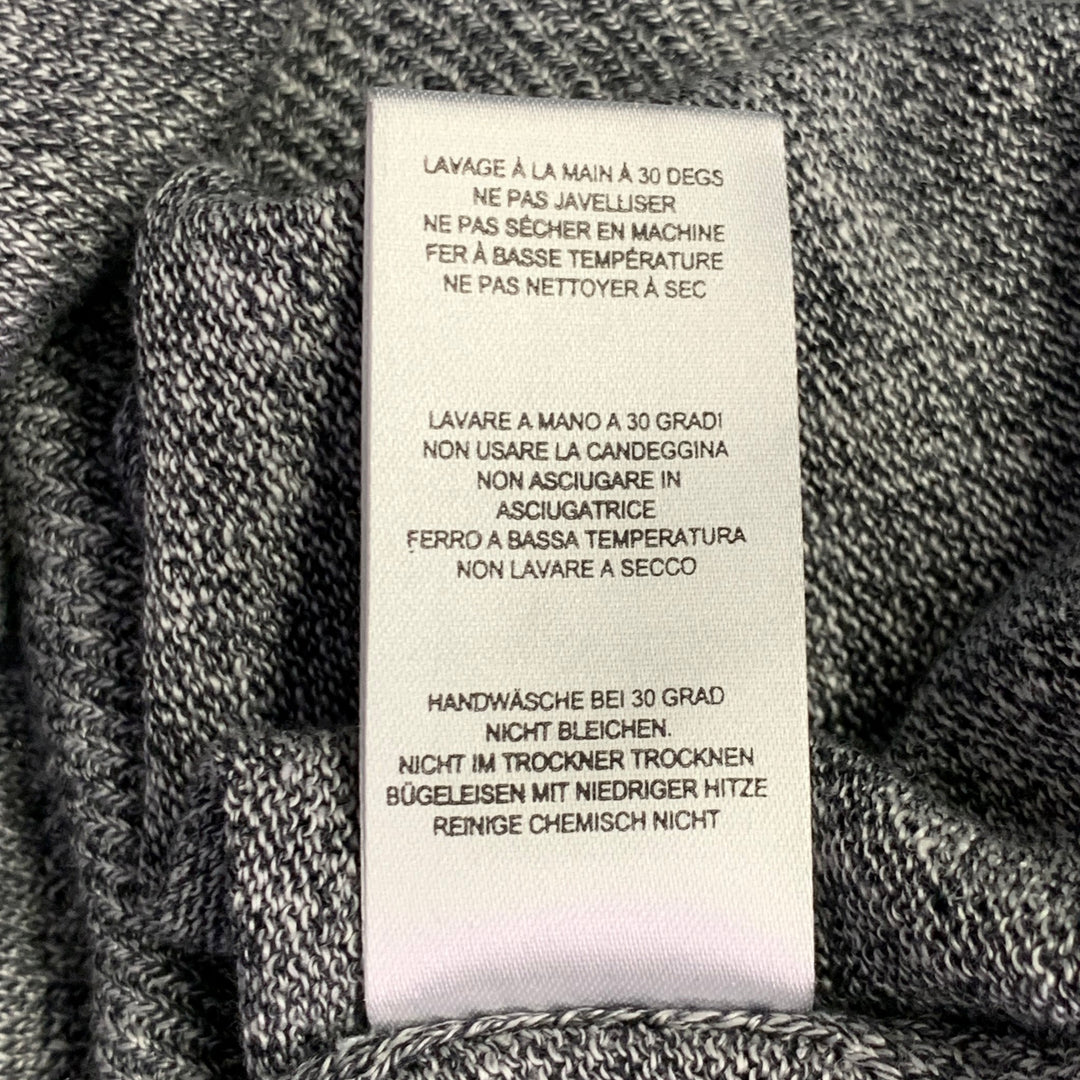 LAVAGE À LA MAIN À 30 DEGS
NE PAS JAVELLISER
NE PAS SÉCHER EN MACHINE
FER À BASSE TEMPÉRATURE
NE PAS NETTOYER À SEC
LAVARE A MANO A 30 GRADI
NON USARE LA CANDEGGINA
NON ASCIUGARE IN
ASCIUGATRICE
FERRO A BASSA TEMPERATURA
NON LAVARE A SECCO
HANDWÄSCHE BEI 30 GRAD
NICHT BLEICHEN.
NICHT IM TROCKNER TROCKNEN
BÜGELEISEN MIT NIEDRIGER HITZE
REINIGE CHEMISCH NICHT